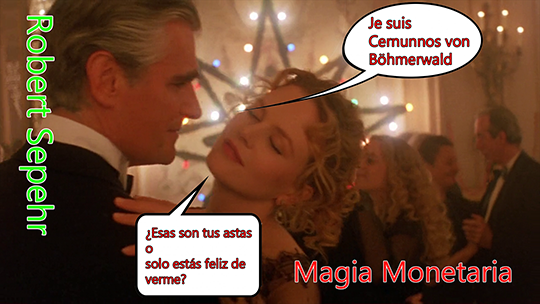 Robert Sepehr
Je suis
Cernunnos von
Böhmerwald
¿Esas son tus astas
o
solo estás feliz de
verme?
Magia Monetaria